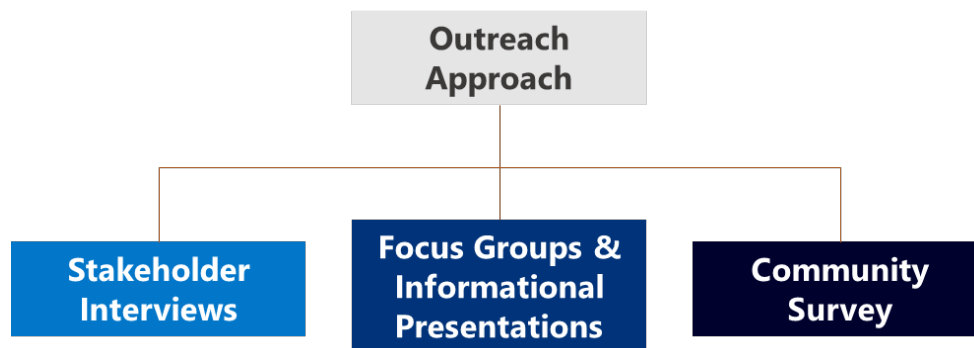 Outreach
Approach
Stakeholder
Interviews
Focus Groups &
Informational
Presentations
Community
Survey